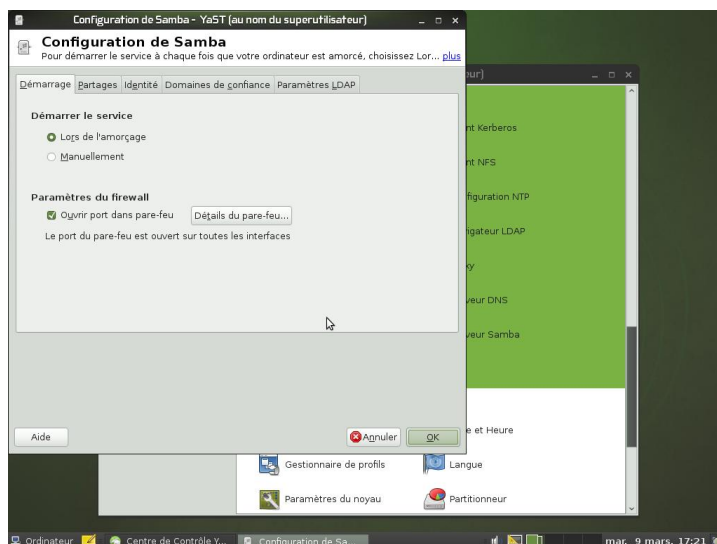 Configuration de Samba - YaST (au nom du superutilisateur)
Configuration de Samba
Pour démarrer le service à chaque fois que votre ordinateur est amorcé, choisissez Lor... plus
Démarrage Partages Identité Domaines de confiance Paramètres LDAP
Démarrer le service
Lors de l'amorçage
Manuellement
Paramètres du firewall
Ouvrir port dans pare-feu Détails du pare-feu...
Le port du pare-feu est ouvert sur toutes les interfaces
Aide Annuler OK
nt Kerberos
nt NFS
figuration NTP
igateur LDAP
xy
veur DNS
veur Samba
e et Heure
Gestionnaire de profils Langue
Paramètres du noyau Partitionneur
Ordinateur Centre de Contrôle Y... Configuration de Sa... mar. 9 mars, 17:21